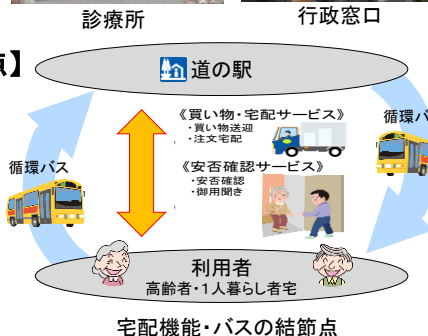 診療所
行政窓口
点】
道の駅
《買い物・宅配サービス》
・買い物送迎
・注文宅配
循環バス
《安否確認サービス》
・安否確認
・御用聞き
循環バス
利用者
高齢者・1人暮らし者宅
宅配機能・バスの結節点